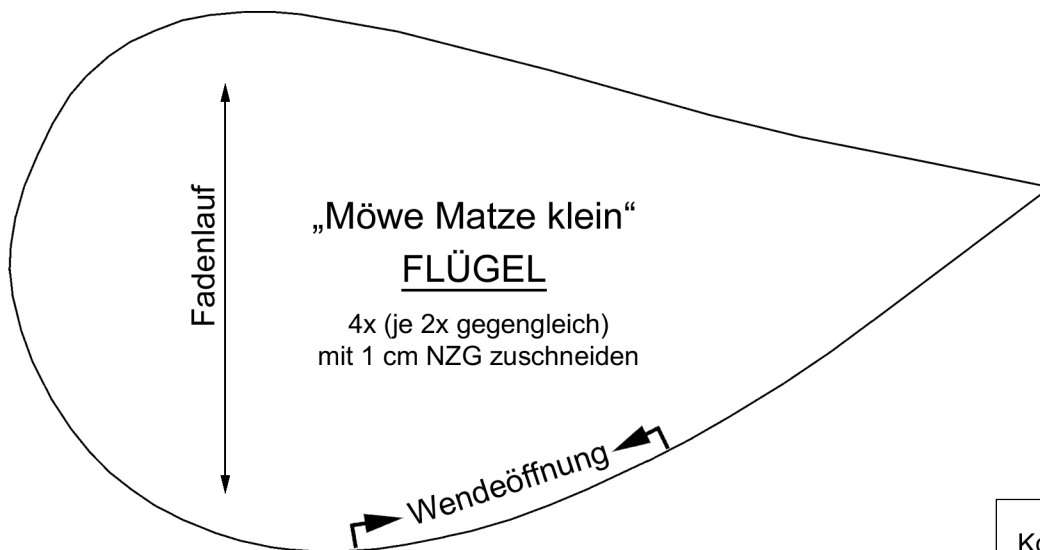 „Möwe Matze klein“
FLÜGEL
4x (je 2x gegengleich)
mit 1 cm NZG zuschneiden
Fadenlauf
Wendeöffnung